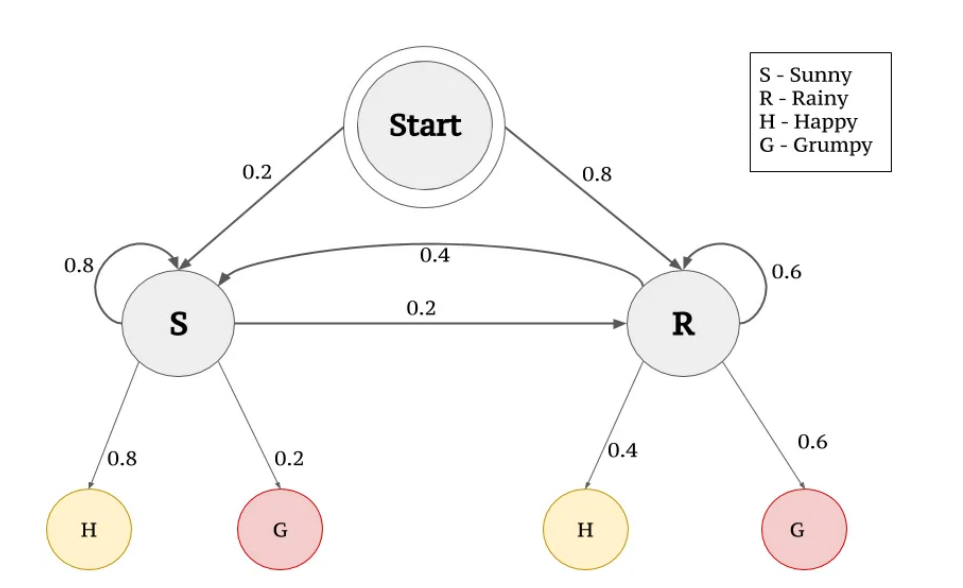 Start
S - Sunny
R - Rainy
H - Happy
G - Grumpy
0.2
0.8
0.8
0.4
0.6
0.2
S
R
0.8
0.2
0.4
0.6
H
G
H
G